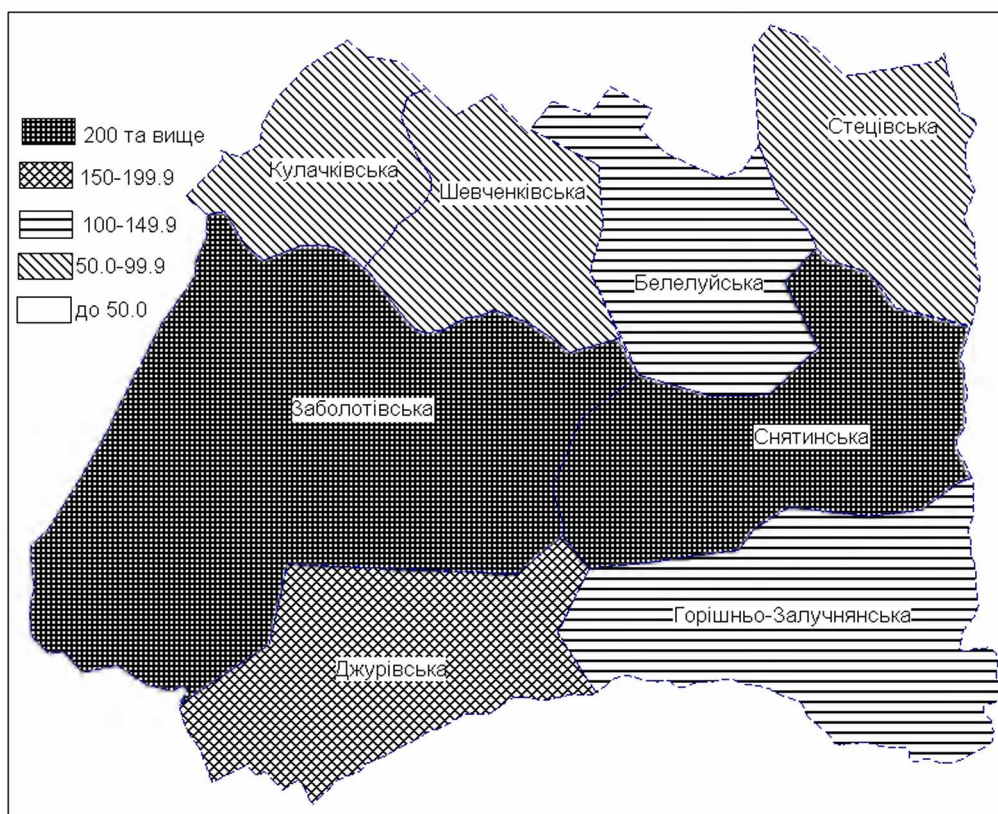 200 та вище
150-199.9
100-149.9
50.0-99.9
до 50.0
Стецівська
Кулачківська
Шевченківська
Белелуйська
Заболотівська
Снятинська
Горішньо-Залучнянська
Джурівська